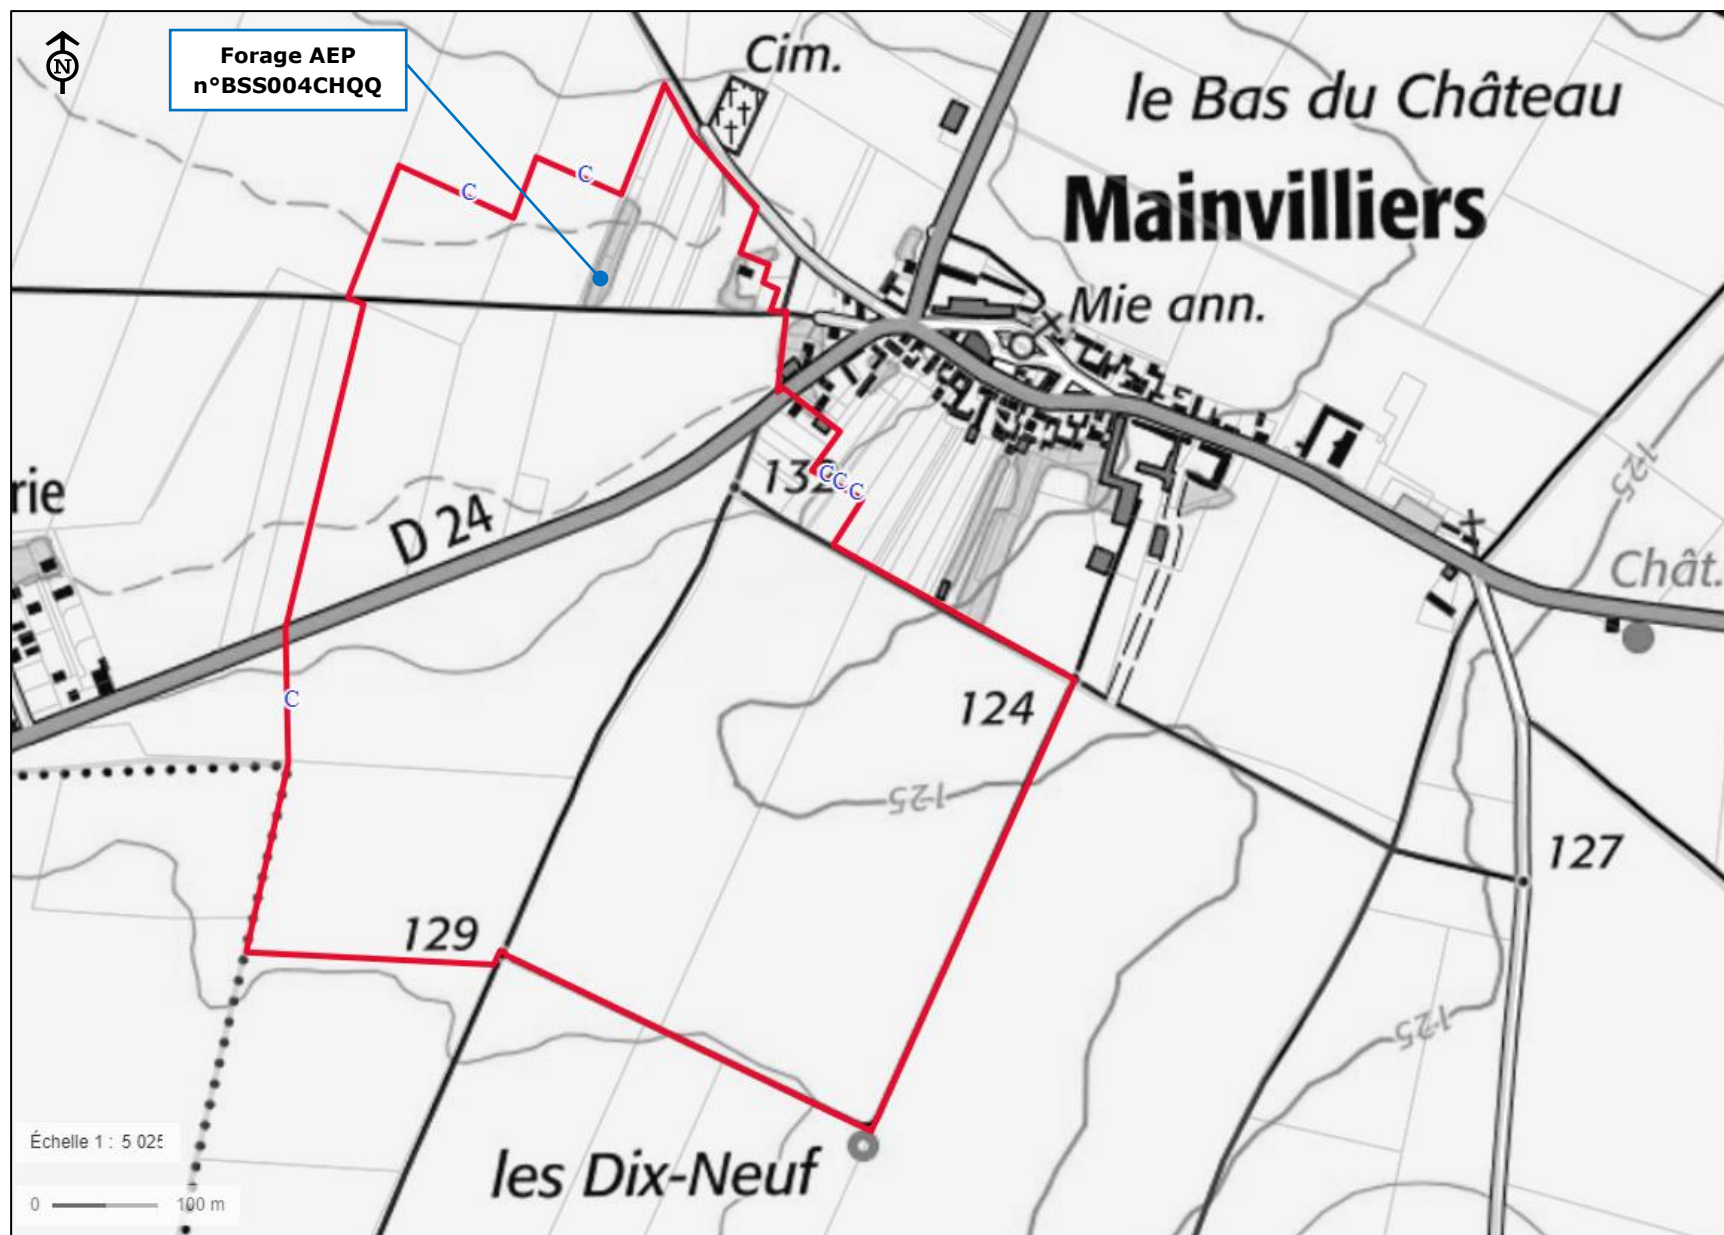 N
Forage AEP
n°BSS004CHQQ
Cim.
le Bas du Château
Mainvilliers
Mie ann.
C
C
132
C
C
C
125
rie
D 24
Chât.
C
124
125
127
129
125
Échelle 1 : 5 025
les Dix-Neuf
0
100 m